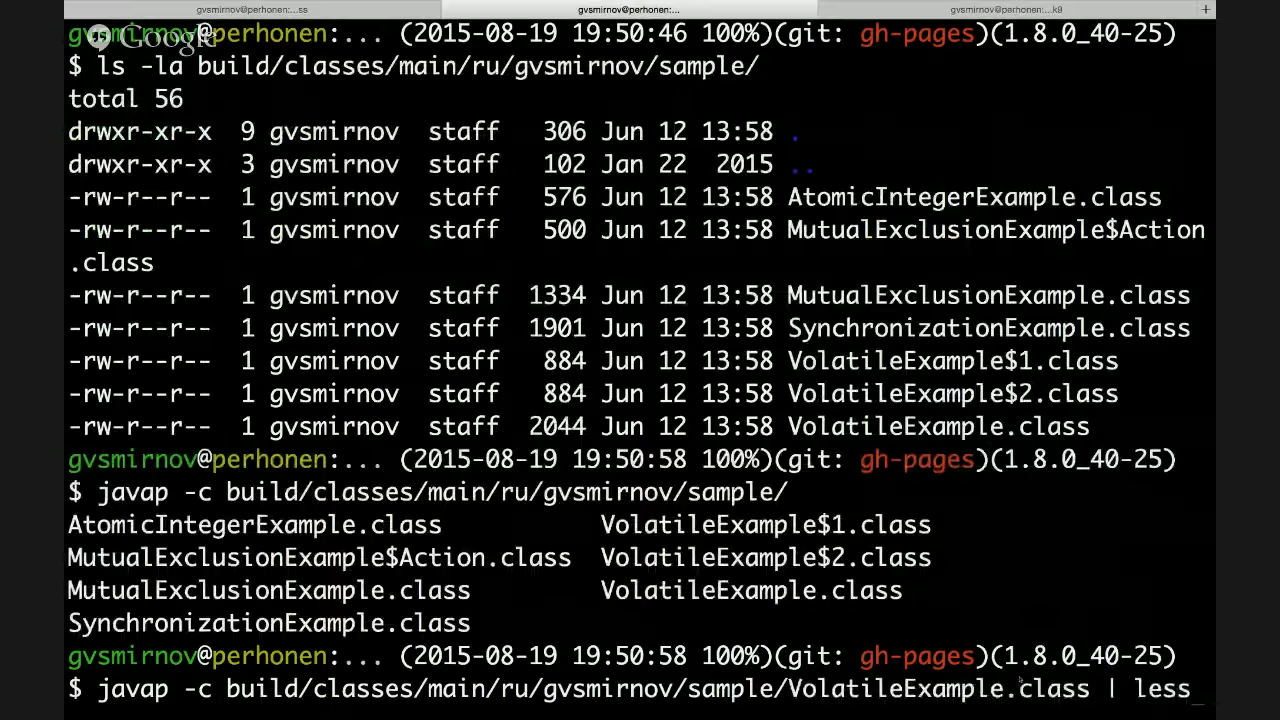 gvsmirnov@perhonen:...ss
gvsmirnov@perhonen:...
gvsmirnov@perhonen:...k9
+
Google
gvsmirnov@perhonen:... (2015-08-19 19:50:46 100%)(git: gh-pages)(1.8.0_40-25)
$ ls -la build/classes/main/ru/gvsmirnov/sample/
total 56
drwxr-xr-x  9 gvsmirnov  staff   306 Jun 12 13:58 .
drwxr-xr-x  3 gvsmirnov  staff   102 Jan 22  2015 ..
-rw-r--r--  1 gvsmirnov  staff   576 Jun 12 13:58 AtomicIntegerExample.class
-rw-r--r--  1 gvsmirnov  staff   500 Jun 12 13:58 MutualExclusionExample$Action
.class
-rw-r--r--  1 gvsmirnov  staff  1334 Jun 12 13:58 MutualExclusionExample.class
-rw-r--r--  1 gvsmirnov  staff  1901 Jun 12 13:58 SynchronizationExample.class
-rw-r--r--  1 gvsmirnov  staff   884 Jun 12 13:58 VolatileExample$1.class
-rw-r--r--  1 gvsmirnov  staff   884 Jun 12 13:58 VolatileExample$2.class
-rw-r--r--  1 gvsmirnov  staff  2044 Jun 12 13:58 VolatileExample.class
gvsmirnov@perhonen:... (2015-08-19 19:50:58 100%)(git: gh-pages)(1.8.0_40-25)
$ javap -c build/classes/main/ru/gvsmirnov/sample/
AtomicIntegerExample.class           VolatileExample$1.class
MutualExclusionExample$Action.class  VolatileExample$2.class
MutualExclusionExample.class         VolatileExample.class
SynchronizationExample.class
gvsmirnov@perhonen:... (2015-08-19 19:50:58 100%)(git: gh-pages)(1.8.0_40-25)
$ javap -c build/classes/main/ru/gvsmirnov/sample/VolatileExample.class | less_